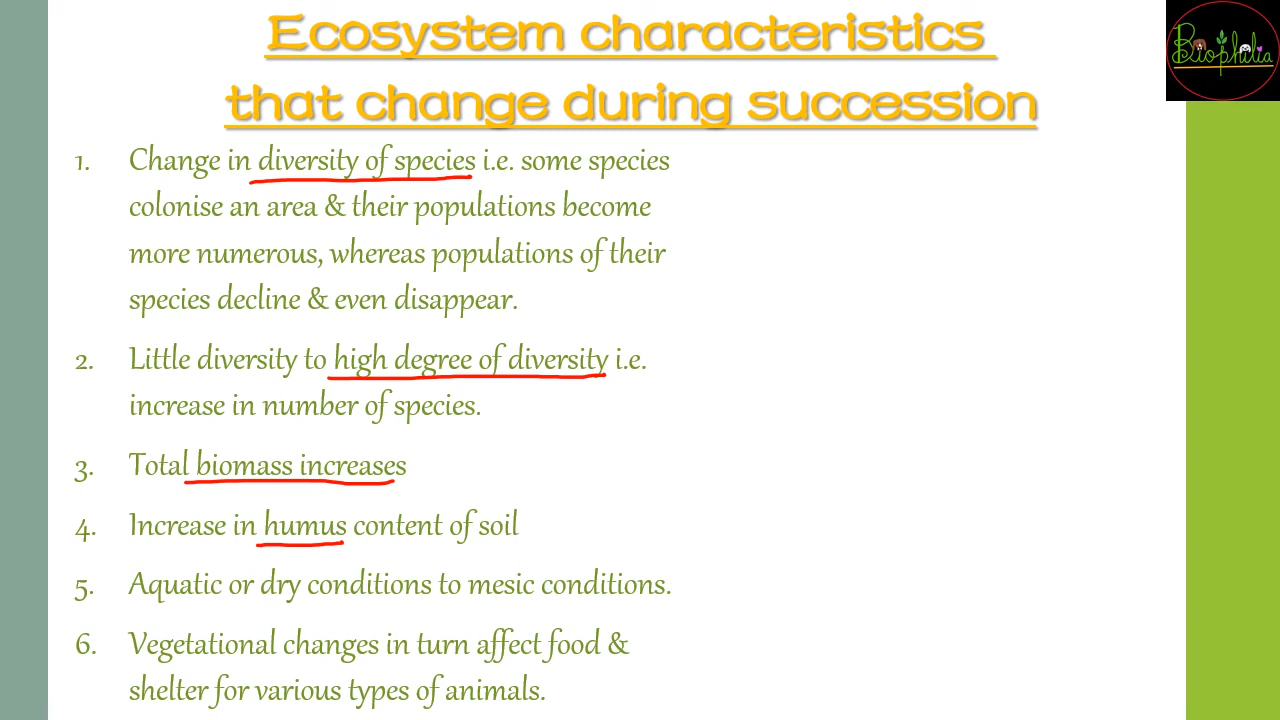 Ecosystem characteristics
that change during succession
Biophilia
1. Change in diversity of species i.e. some species
colonise an area & their populations become
more numerous, whereas populations of their
species decline & even disappear.
2. Little diversity to high degree of diversity i.e.
increase in number of species.
3. Total biomass increases
4. Increase in humus content of soil
5. Aquatic or dry conditions to mesic conditions.
6. Vegetational changes in turn affect food &
shelter for various types of animals.